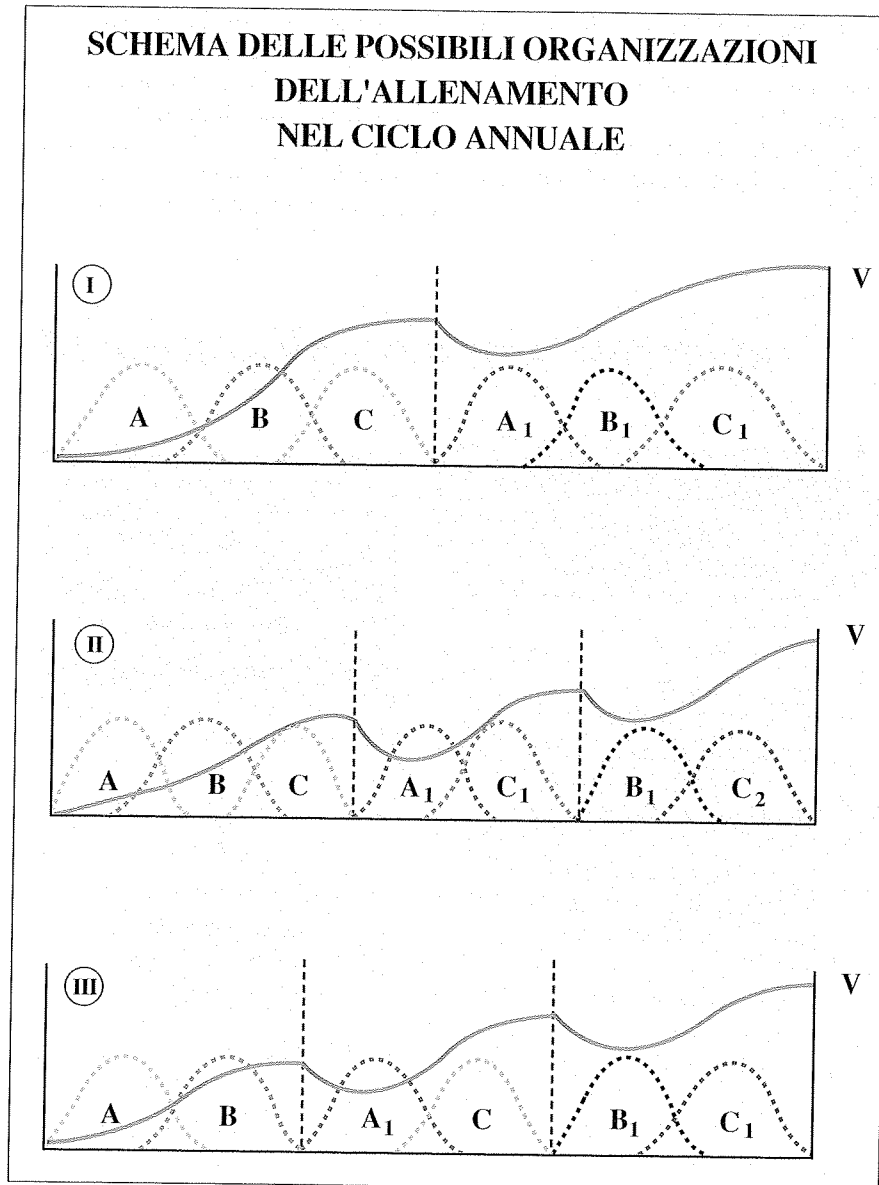 SCHEMA DELLE POSSIBILI ORGANIZZAZIONI
DELL'ALLENAMENTO
NEL CICLO ANNUALE
I V
A B C A1 B1 C1
II V
A B C A1 C1 B1 C2
III V
A B A1 C B1 C1